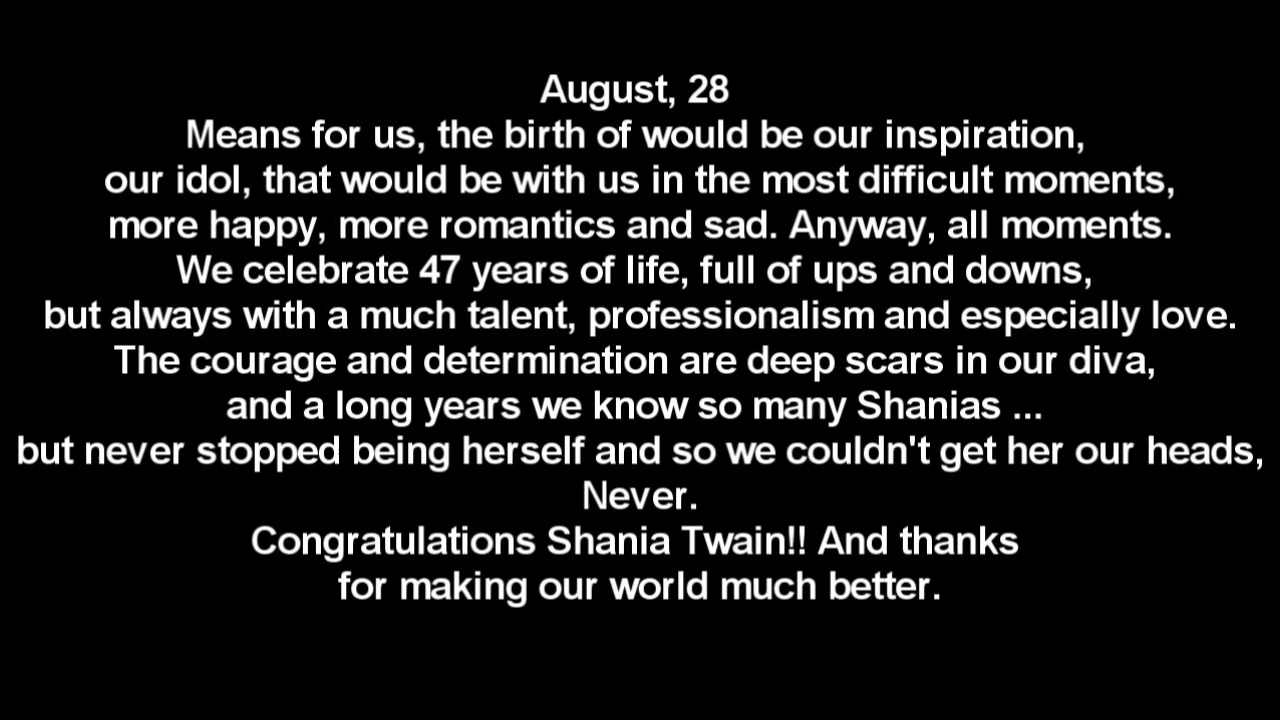 August, 28
Means for us, the birth of would be our inspiration,
our idol, that would be with us in the most difficult moments,
more happy, more romantics and sad. Anyway, all moments.
We celebrate 47 years of life, full of ups and downs,
but always with a much talent, professionalism and especially love.
The courage and determination are deep scars in our diva,
and a long years we know so many Shanias ...
but never stopped being herself and so we couldn't get her our heads,
Never.
Congratulations Shania Twain!! And thanks
for making our world much better.